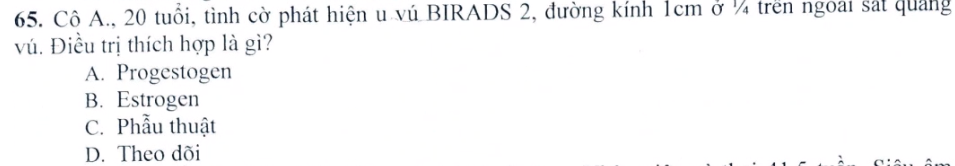 65. Cô A., 20 tuổi, tình cờ phát hiện u vú BIRADS 2, đường kính 1cm ở ¼ trên ngoài sát quầng
vú. Điều trị thích hợp là gì?
A. Progestogen
B. Estrogen
C. Phẫu thuật
D. Theo dõi